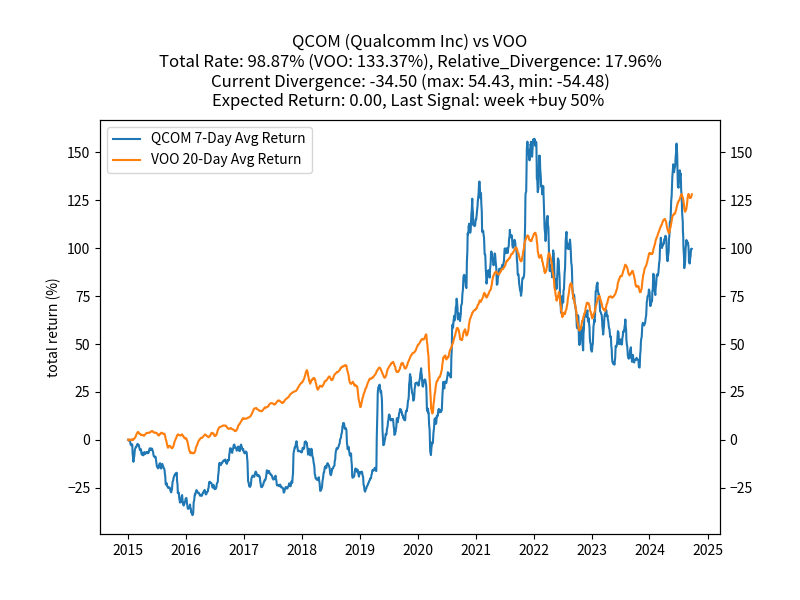 QCOM (Qualcomm Inc) vs VOO
Total Rate: 98.87% (VOO: 133.37%), Relative_Divergence: 17.96%
Current Divergence: -34.50 (max: 54.43, min: -54.48)
Expected Return: 0.00, Last Signal: week +buy 50%
QCOM 7-Day Avg Return
VOO 20-Day Avg Return
total return (%)
150
125
100
75
50
25
0
−25
150
125
100
75
50
25
0
−25
2015 2016 2017 2018 2019 2020 2021 2022 2023 2024 2025